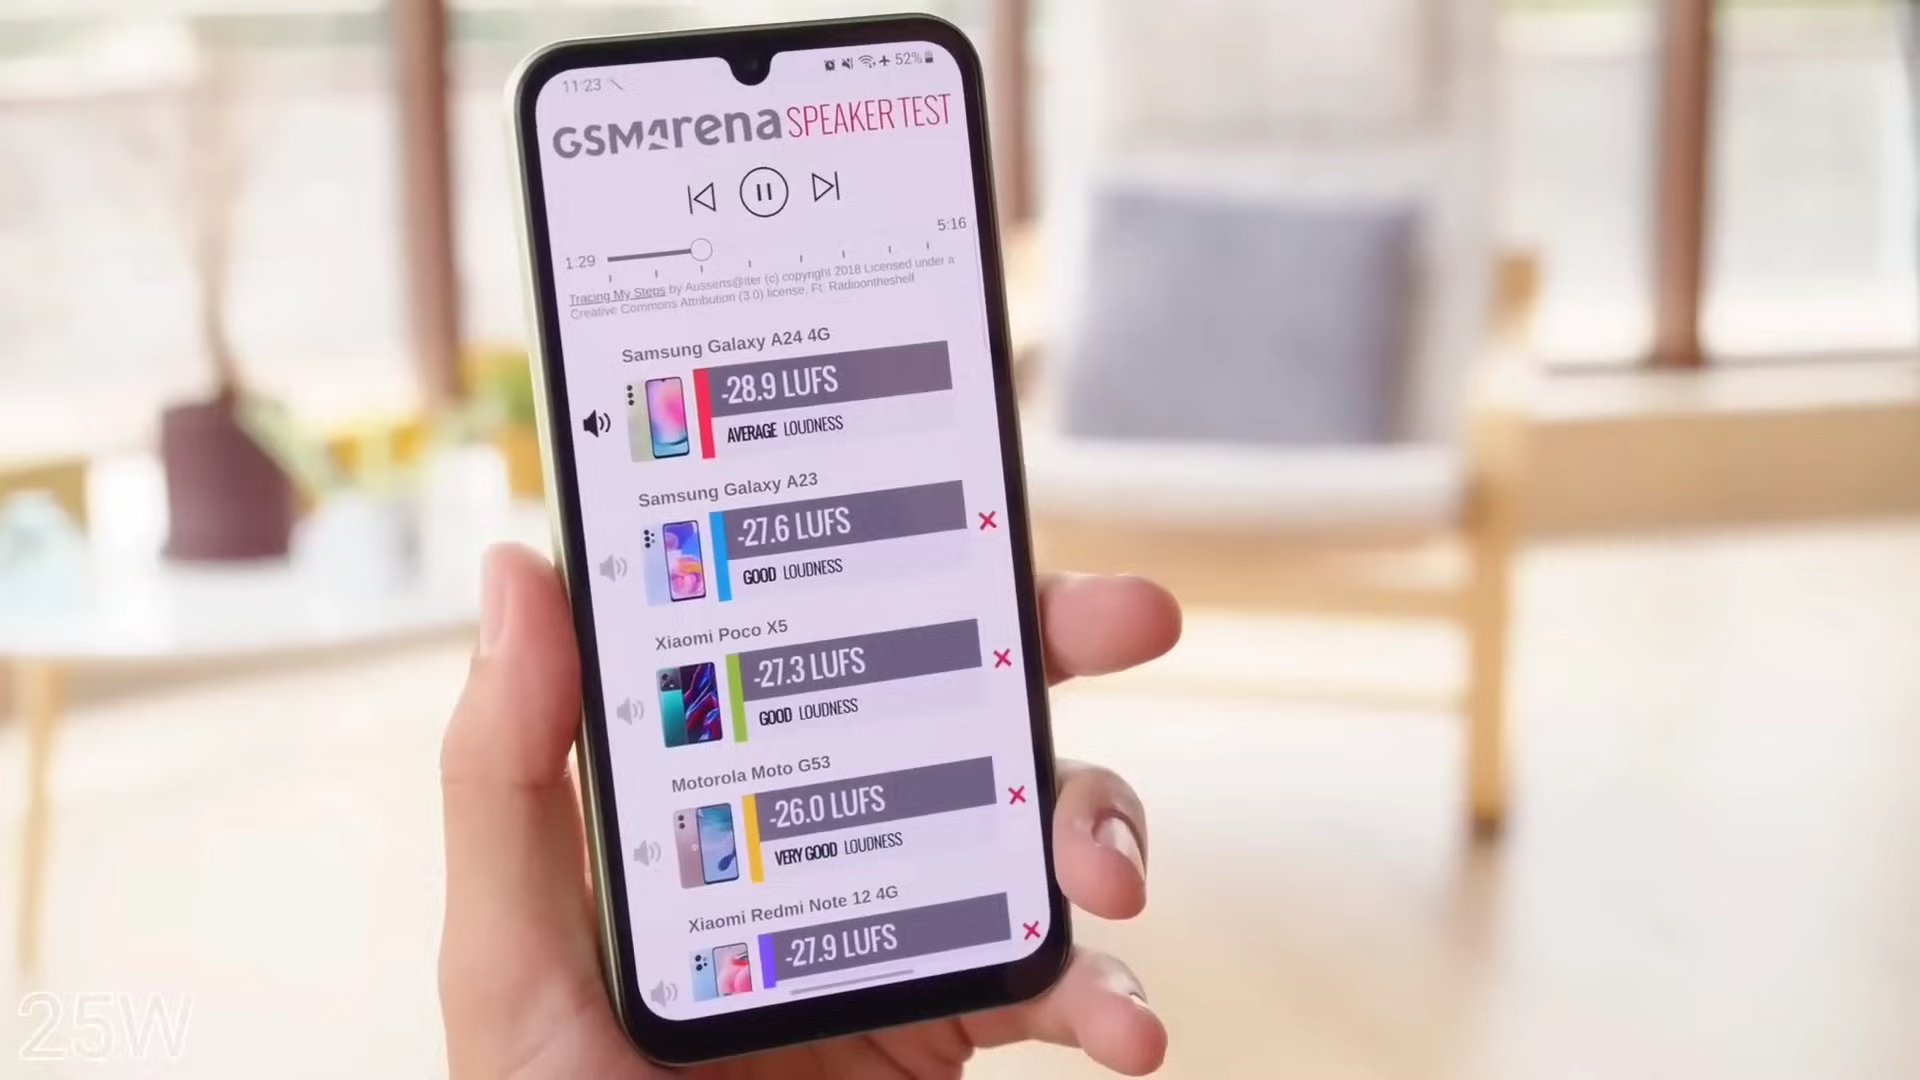 11:23
52%
GSMArena SPEAKER TEST
1:29
5:16
Tracing My Steps by Aussens@iter (c) copyright 2018 Licensed under a
Creative Commons Attribution (3.0) license. Ft. Radioontheshelf
Samsung Galaxy A24 4G
-28.9 LUFS
AVERAGE LOUDNESS
Samsung Galaxy A23
-27.6 LUFS
GOOD LOUDNESS
Xiaomi Poco X5
-27.3 LUFS
GOOD LOUDNESS
Motorola Moto G53
-26.0 LUFS
VERY GOOD LOUDNESS
Xiaomi Redmi Note 12 4G
-27.9 LUFS
25W